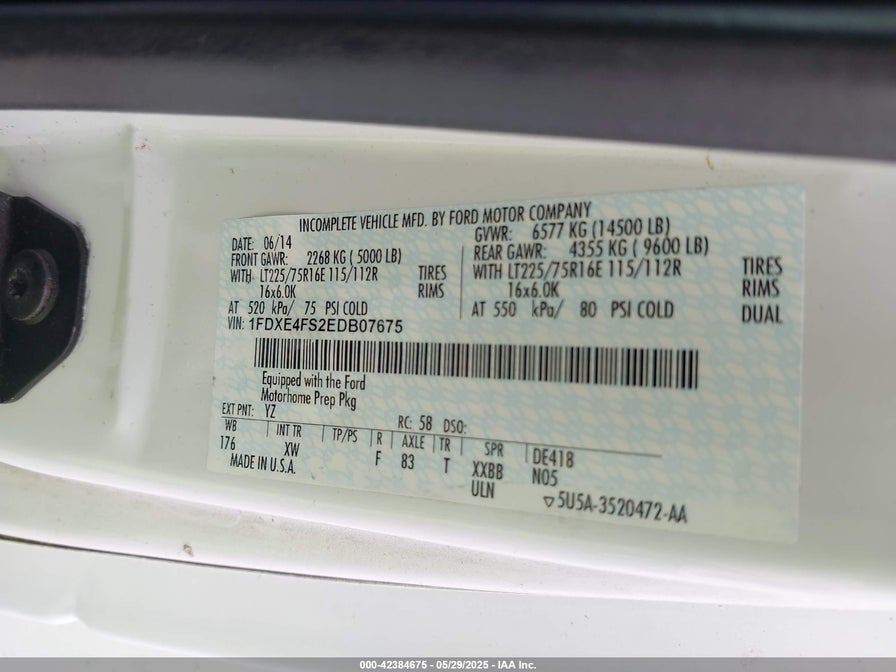 INCOMPLETE VEHICLE MFD. BY FORD MOTOR COMPANY
DATE: 06/14 GVWR: 6577 KG (14500 LB)
FRONT GAWR: 2268 KG ( 5000 LB) REAR GAWR: 4355 KG ( 9600 LB)
WITH LT225/75R16E 115/112R TIRES WITH LT225/75R16E 115/112R TIRES
16x6.0K RIMS 16x6.0K RIMS
AT 520 kPa/ 75 PSI COLD AT 550 kPa/ 80 PSI COLD DUAL
VIN: 1FDXE4FS2EDB07675
Equipped with the Ford
Motorhome Prep Pkg
EXT PNT: YZ RC: 58 DSO:
WB INT TR TP/PS R AXLE TR SPR DE418
176 XW F 83 T XXBB N05
MADE IN U.S.A. ULN ▽5U5A-3520472-AA
000-42384675 - 05/29/2025 - IAA Inc.